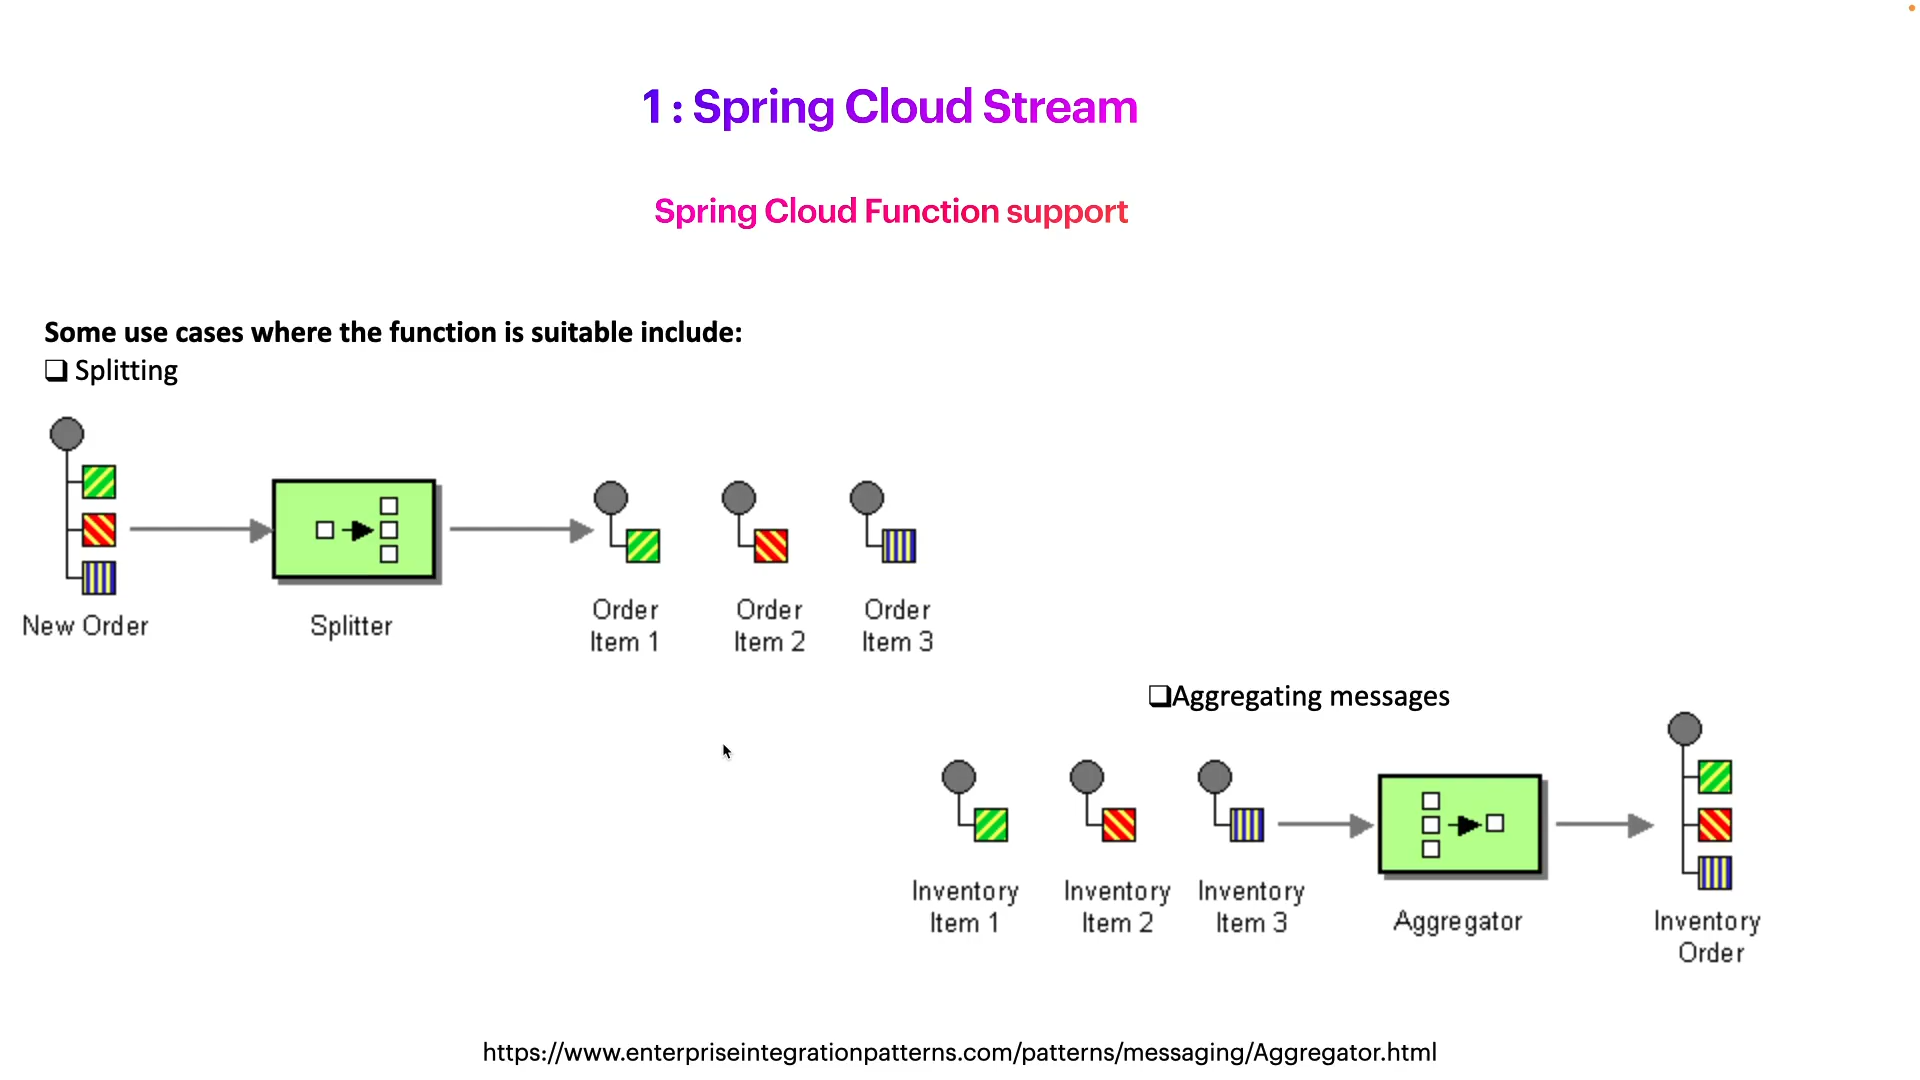 1 : Spring Cloud Stream
Spring Cloud Function support
Some use cases where the function is suitable include:
Splitting
New Order
Splitter
Order
Item 1
Order
Item 2
Order
Item 3
Aggregating messages
Inventory
Item 1
Inventory
Item 2
Inventory
Item 3
Aggregator
Inventory
Order
https://www.enterpriseintegrationpatterns.com/patterns/messaging/Aggregator.html